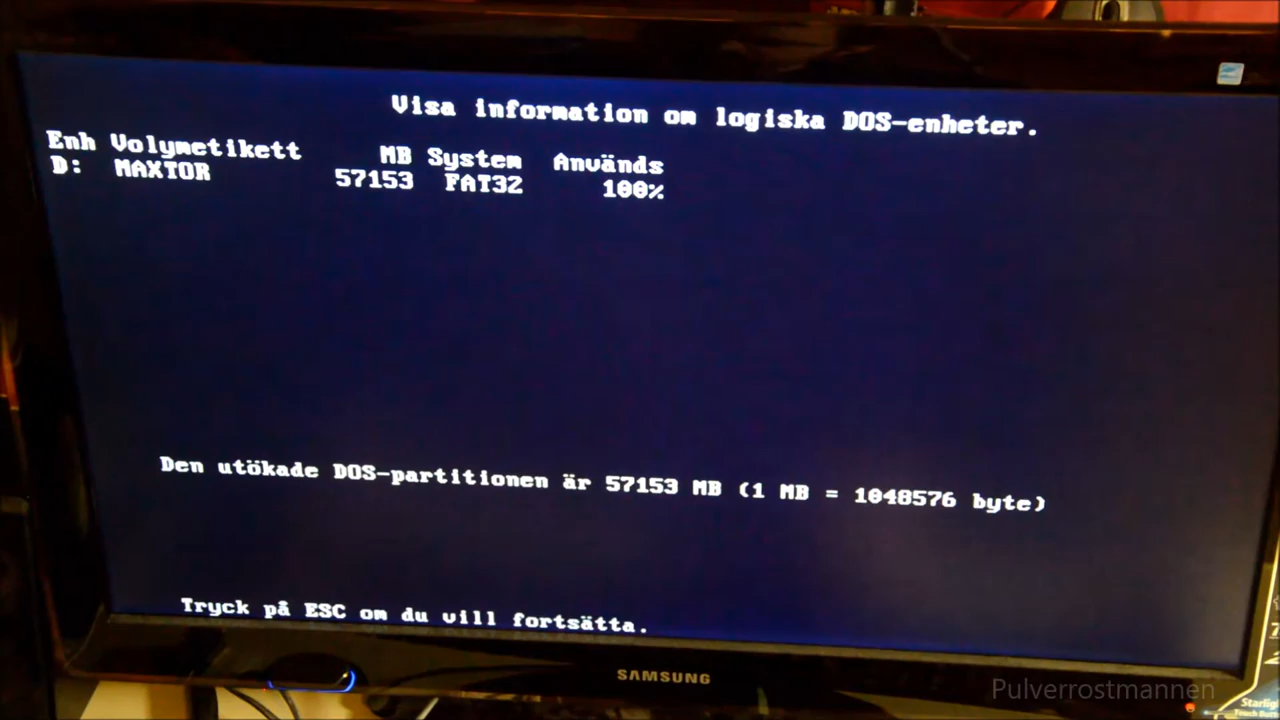 Visa information om logiska DOS-enheter.
Enh Volymetikett MB System Används
D: MAXTOR 57153 FAT32 100%
Den utökade DOS-partitionen är 57153 MB (1 MB = 1048576 byte)
Tryck på ESC om du vill fortsätta.
SAMSUNG
Pulverrostmannen